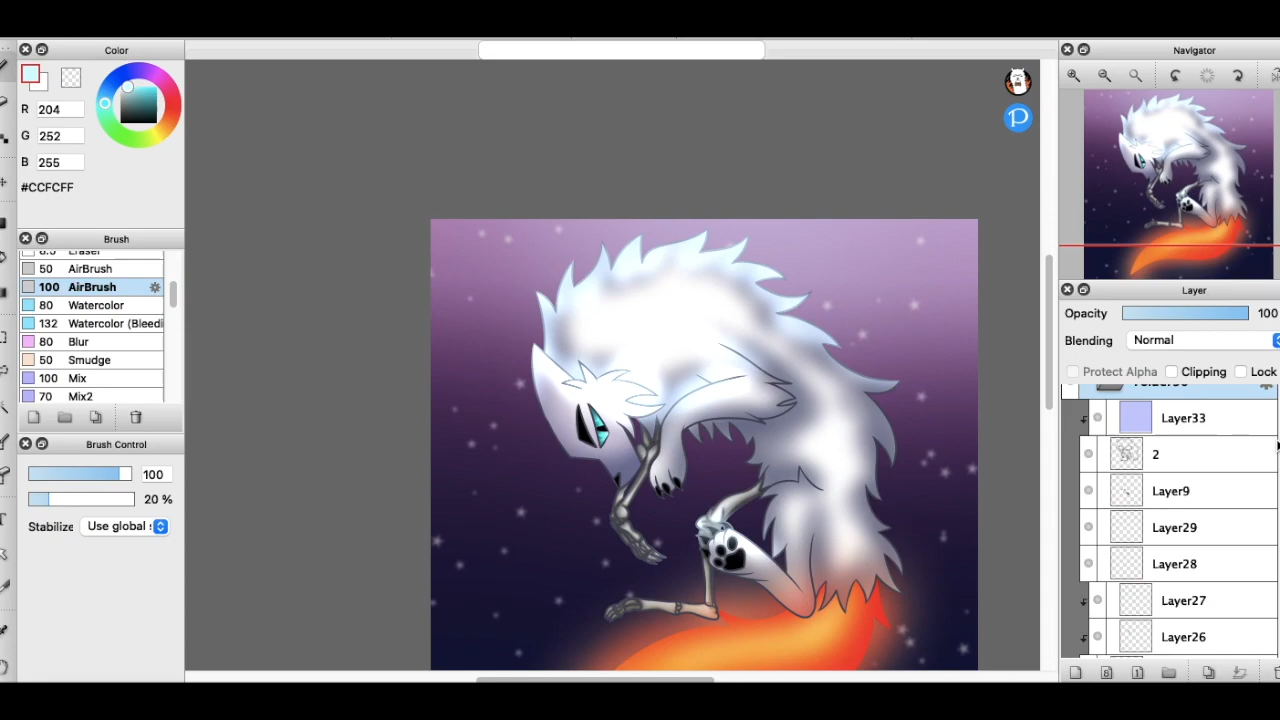 Color
R 204
G 252
B 255
#CCFCFF
Brush
Eraser
50 AirBrush
100 AirBrush
80 Watercolor
132 Watercolor (Bleedi
80 Blur
50 Smudge
100 Mix
70 Mix2
Brush Control
100
20 %
Stabilize Use global s
P
Navigator
Layer
Opacity 100
Blending Normal
Protect Alpha Clipping Lock
Layer33
2
Layer9
Layer29
Layer28
Layer27
Layer26